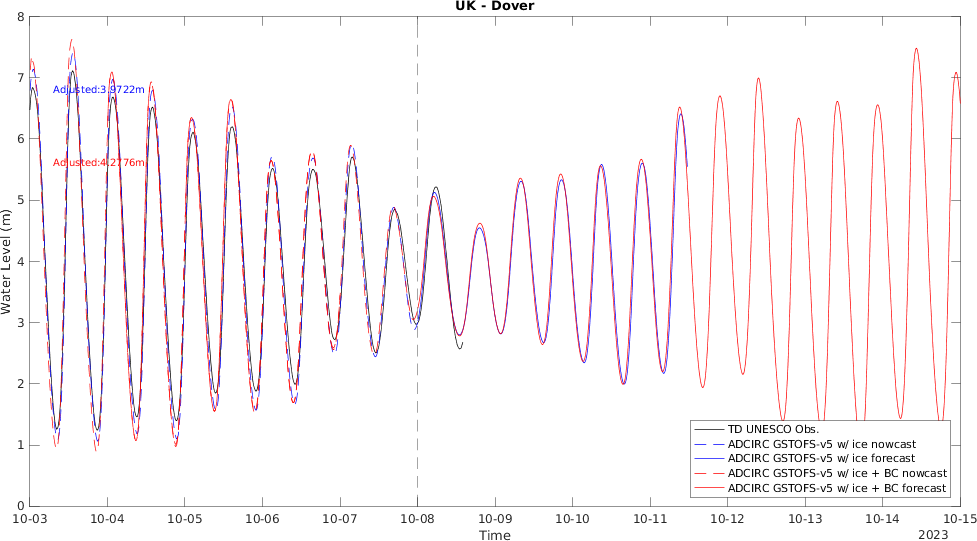 UK - Dover
8
7
6
5
4
3
2
1
0
Water Level (m)
Adjusted:3.9722m
Adjusted:4.2776m
TD UNESCO Obs.
ADCIRC GSTOFS-v5 w/ ice nowcast
ADCIRC GSTOFS-v5 w/ ice forecast
ADCIRC GSTOFS-v5 w/ ice + BC nowcast
ADCIRC GSTOFS-v5 w/ ice + BC forecast
10-03 10-04 10-05 10-06 10-07 10-08 10-09 10-10 10-11 10-12 10-13 10-14 10-15
Time
2023